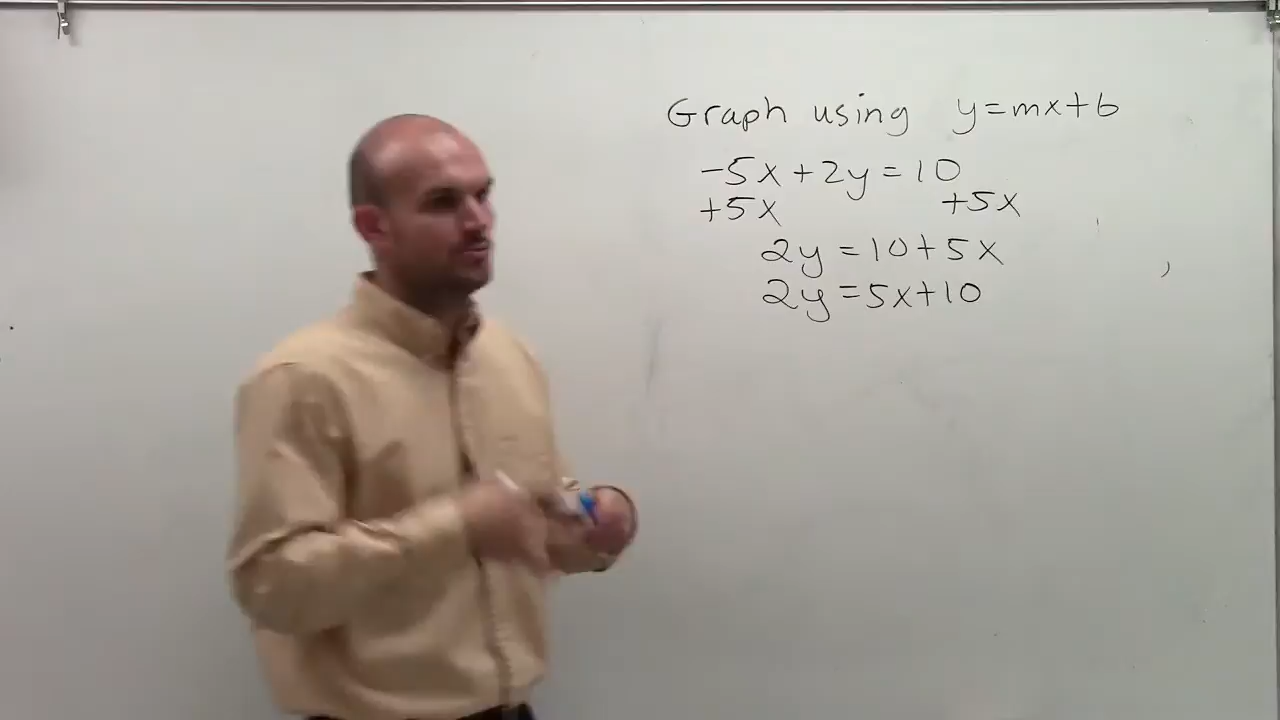 Graph using y=mx+b
-5x+2y=10
+5x +5x
2y=10+5x
2y=5x+10